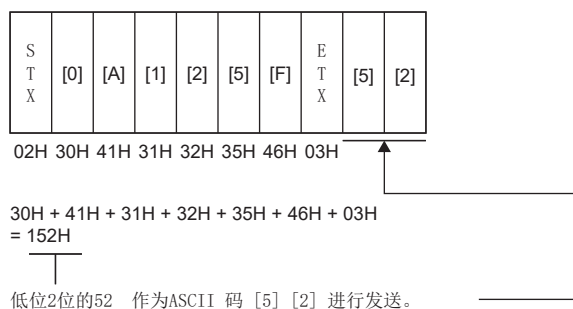 STX [0] [A] [1] [2] [5] [F] ETX [5] [2]
02H 30H 41H 31H 32H 35H 46H 03H
30H + 41H + 31H + 32H + 35H + 46H + 03H
= 152H
低位2位的52 作为ASCII 码 [5] [2] 进行发送。